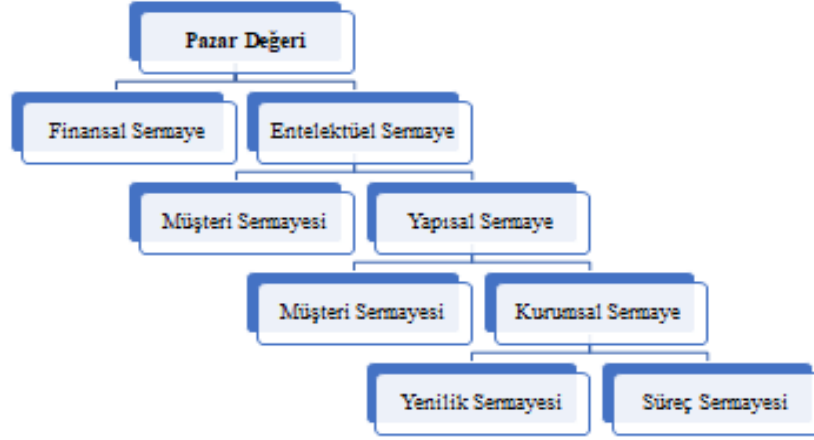 Pazar Değeri
Finansal Sermaye
Entelektüel Sermaye
Müşteri Sermayesi
Yapısal Sermaye
Müşteri Sermayesi
Kurumsal Sermaye
Yenilik Sermayesi
Süreç Sermayesi